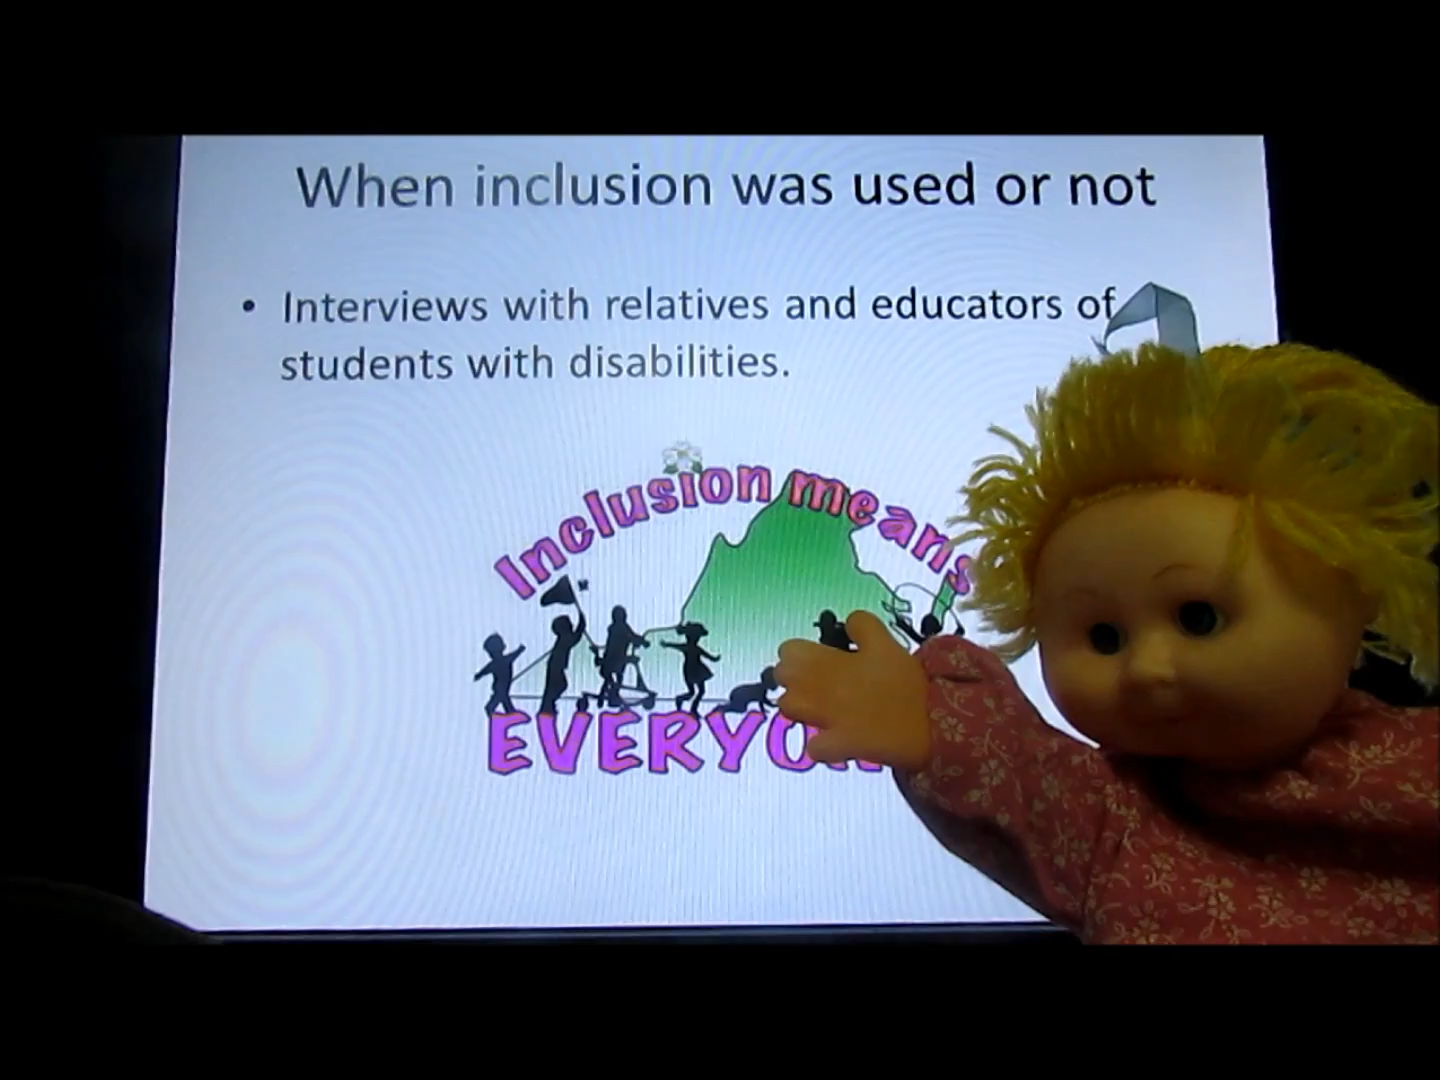 When inclusion was used or not
• Interviews with relatives and educators of
students with disabilities.
Inclusion means